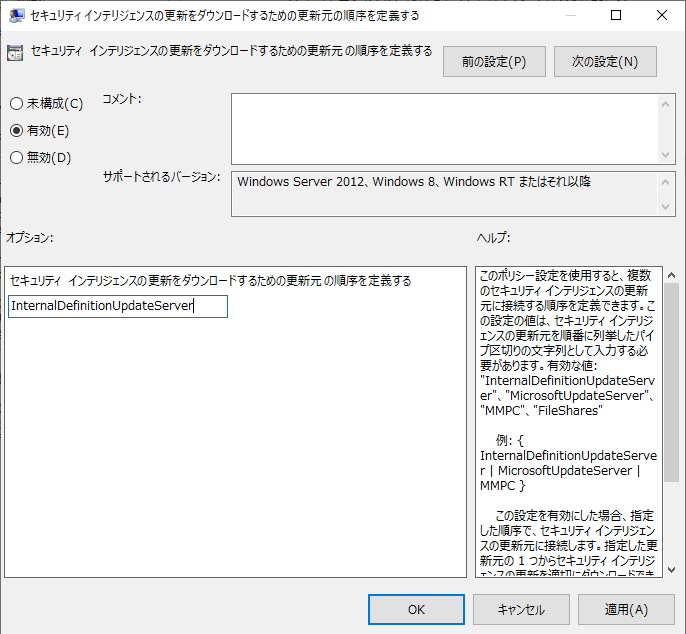 セキュリティ インテリジェンスの更新をダウンロードするための更新元の順序を定義する
セキュリティ インテリジェンスの更新をダウンロードするための更新元の順序を定義する
前の設定(P)
次の設定(N)
未構成(C)
有効(E)
無効(D)
コメント:
サポートされるバージョン:
Windows Server 2012、Windows 8、Windows RT またはそれ以降
オプション:
ヘルプ:
セキュリティ インテリジェンスの更新をダウンロードするための更新元の順序を定義する
InternalDefinitionUpdateServer
このポリシー設定を使用すると、複数
のセキュリティ インテリジェンスの更新
元に接続する順序を定義できます。こ
の設定の値は、セキュリティ インテリジ
ェンスの更新元を順番に列挙したパイ
プ区切りの文字列として入力する必
要があります。有効な値:
"InternalDefinitionUpdateServ
er"、"MicrosoftUpdateServer"、
"MMPC"、"FileShares"
例: {
InternalDefinitionUpdateServe
r | MicrosoftUpdateServer |
MMPC }
この設定を有効にした場合、指定
した順序で、セキュリティ インテリジェン
スの更新元に接続します。指定した更
新元の 1 つからセキュリティ インテリジ
ェンスの更新を適切にダウンロードでき
OK
キャンセル
適用(A)